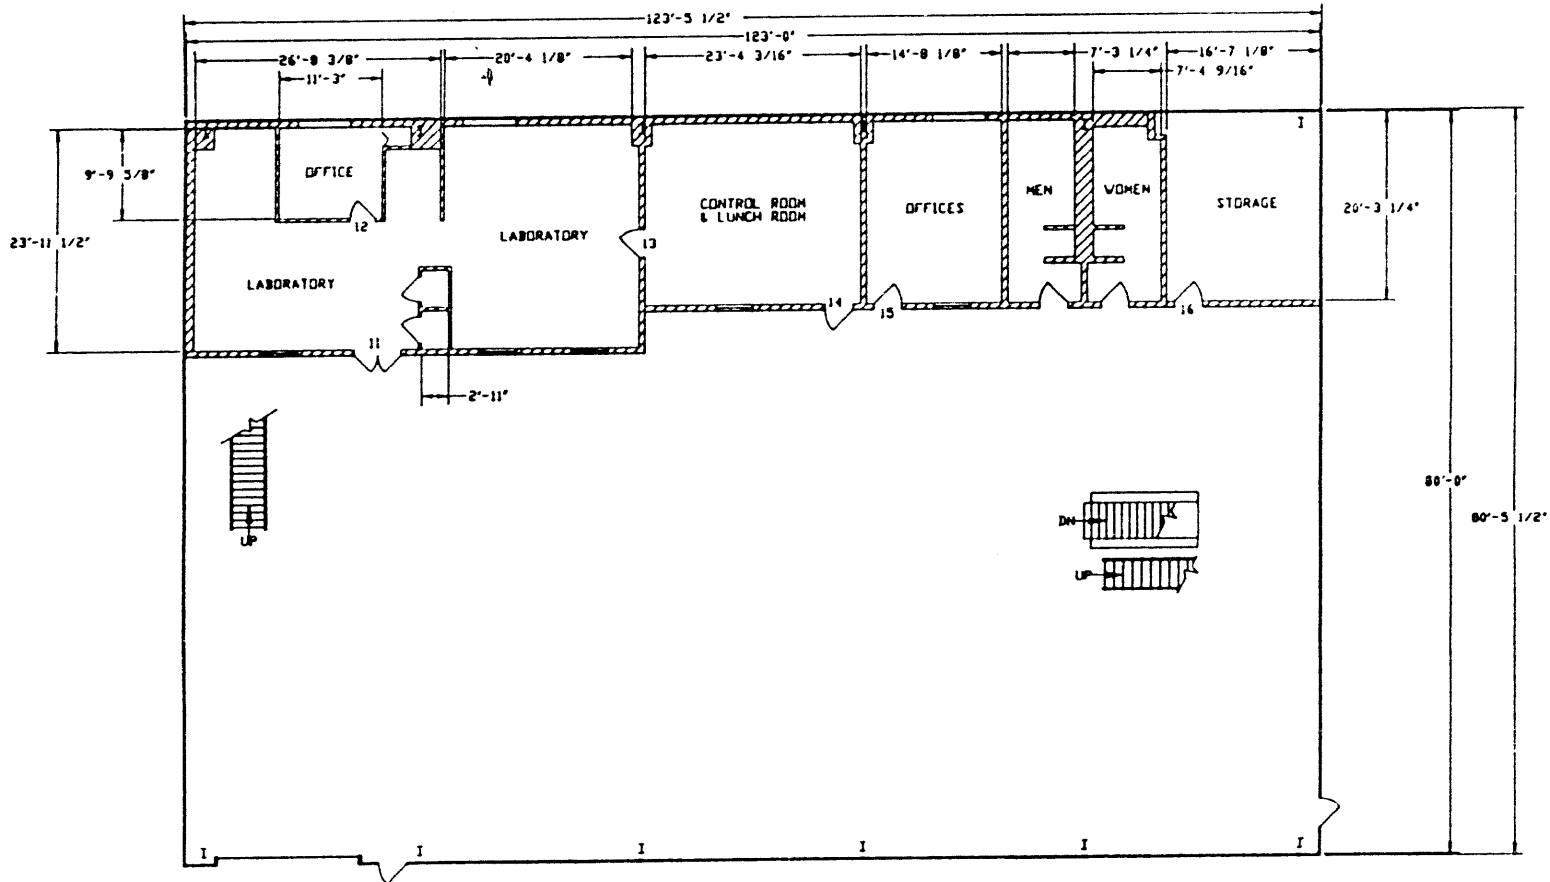 123'-5 1/2"
123'-0"
26'-8 3/8" 20'-4 1/8" 23'-4 3/16" 14'-8 1/8" 7'-3 1/4" 16'-7 1/8"
11'-3" 7'-4 9/16"
I
9'-9 5/8" OFFICE MEN WOMEN
CONTROL ROOM
& LUNCH ROOM OFFICES STORAGE 20'-3 1/4"
12
23'-11 1/2" LABORATORY 13
LABORATORY
14 15 16
11
2'-11"
80'-0"
80'-5 1/2"
DN
UP
UP
I I I I I I